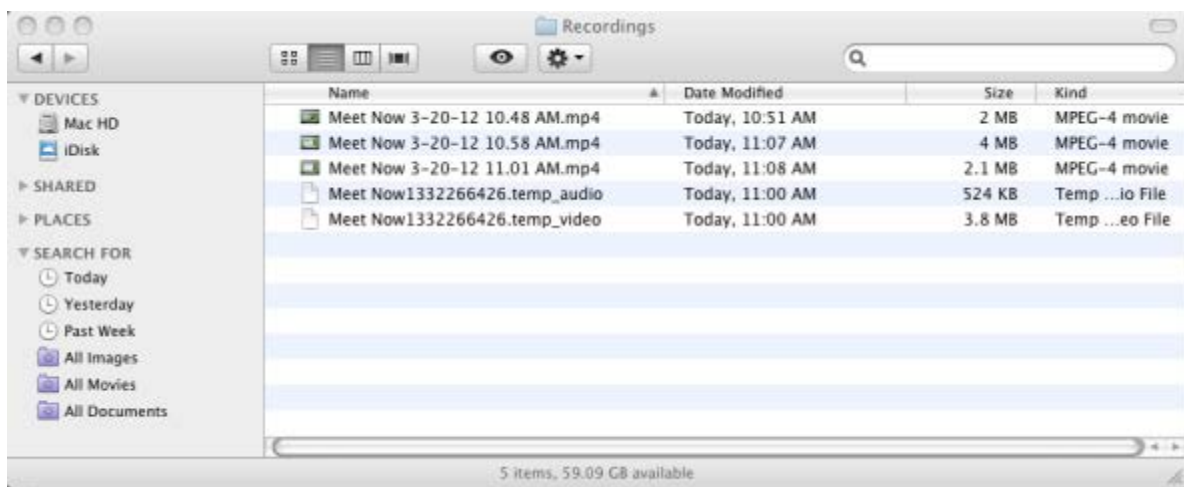 Recordings
Name Date Modified Size Kind
DEVICES
Mac HD
iDisk
SHARED
PLACES
SEARCH FOR
Today
Yesterday
Past Week
All Images
All Movies
All Documents
Meet Now 3-20-12 10.48 AM.mp4 Today, 10:51 AM 2 MB MPEG-4 movie
Meet Now 3-20-12 10.58 AM.mp4 Today, 11:07 AM 4 MB MPEG-4 movie
Meet Now 3-20-12 11.01 AM.mp4 Today, 11:08 AM 2.1 MB MPEG-4 movie
Meet Now1332266426.temp_audio Today, 11:00 AM 524 KB Temp ...io File
Meet Now1332266426.temp_video Today, 11:00 AM 3.8 MB Temp ...eo File
5 items, 59.09 GB available